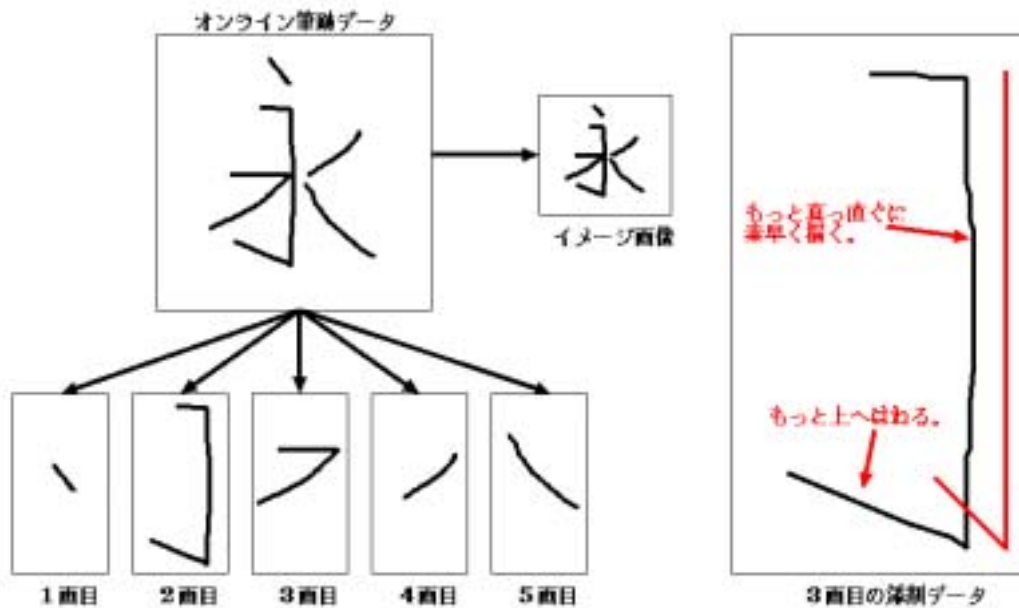 オンライン筆跡データ
永
永
イメージ画像
もっと真っ直ぐに
素早く描く。
もっと上へはねる。
1画目
2画目
3画目
4画目
5画目
3画目の添削データ